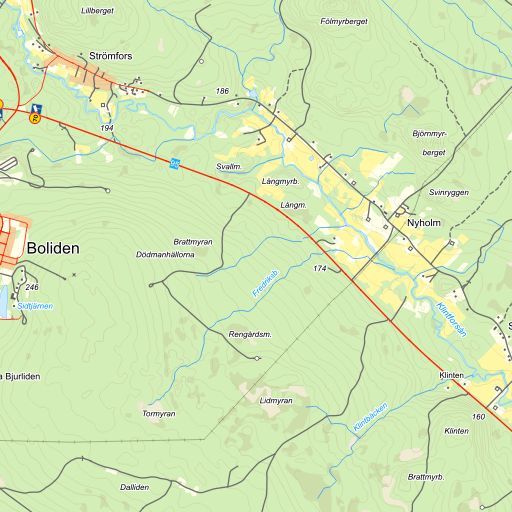 Lillberget
Fölmyrberget
Strömfors
186
194
Björnmyr-
berget
Svallm.
Långmyrb.
Svinryggen
Långm.
Nyholm
Brattmyran
Boliden
Dödmanhällorna
174
Fredriksb.
246
Sidtjärnen
Klintforsån
Rengårdsm.
a Bjurliden
Klinten
Lidmyran
Tormyran
Klintbäcken
160
Klinten
Brattmyrb.
Dalliden